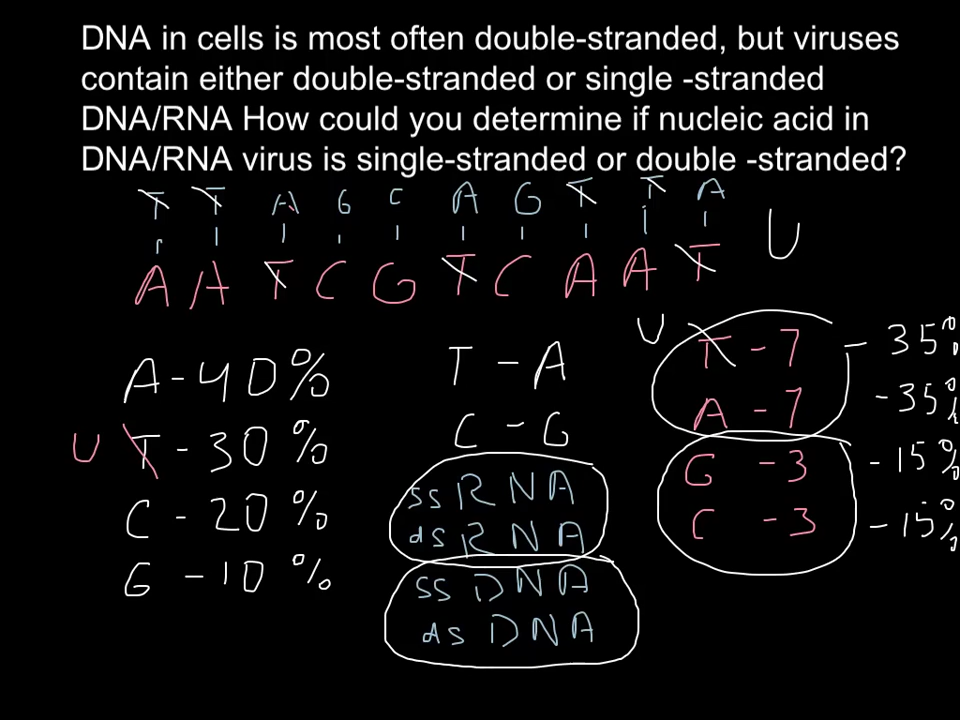 DNA in cells is most often double-stranded, but viruses
contain either double-stranded or single -stranded
DNA/RNA How could you determine if nucleic acid in
DNA/RNA virus is single-stranded or double -stranded?
T T A G C A G T T A
A A T C G T C A A T U
A-40%
U T-30%
C-20%
G-10%
T-A
C-G
ss RNA
ds RNA
ss DNA
ds DNA
U T-7 -35%
A-7 -35%
G-3 -15%
C-3 -15%